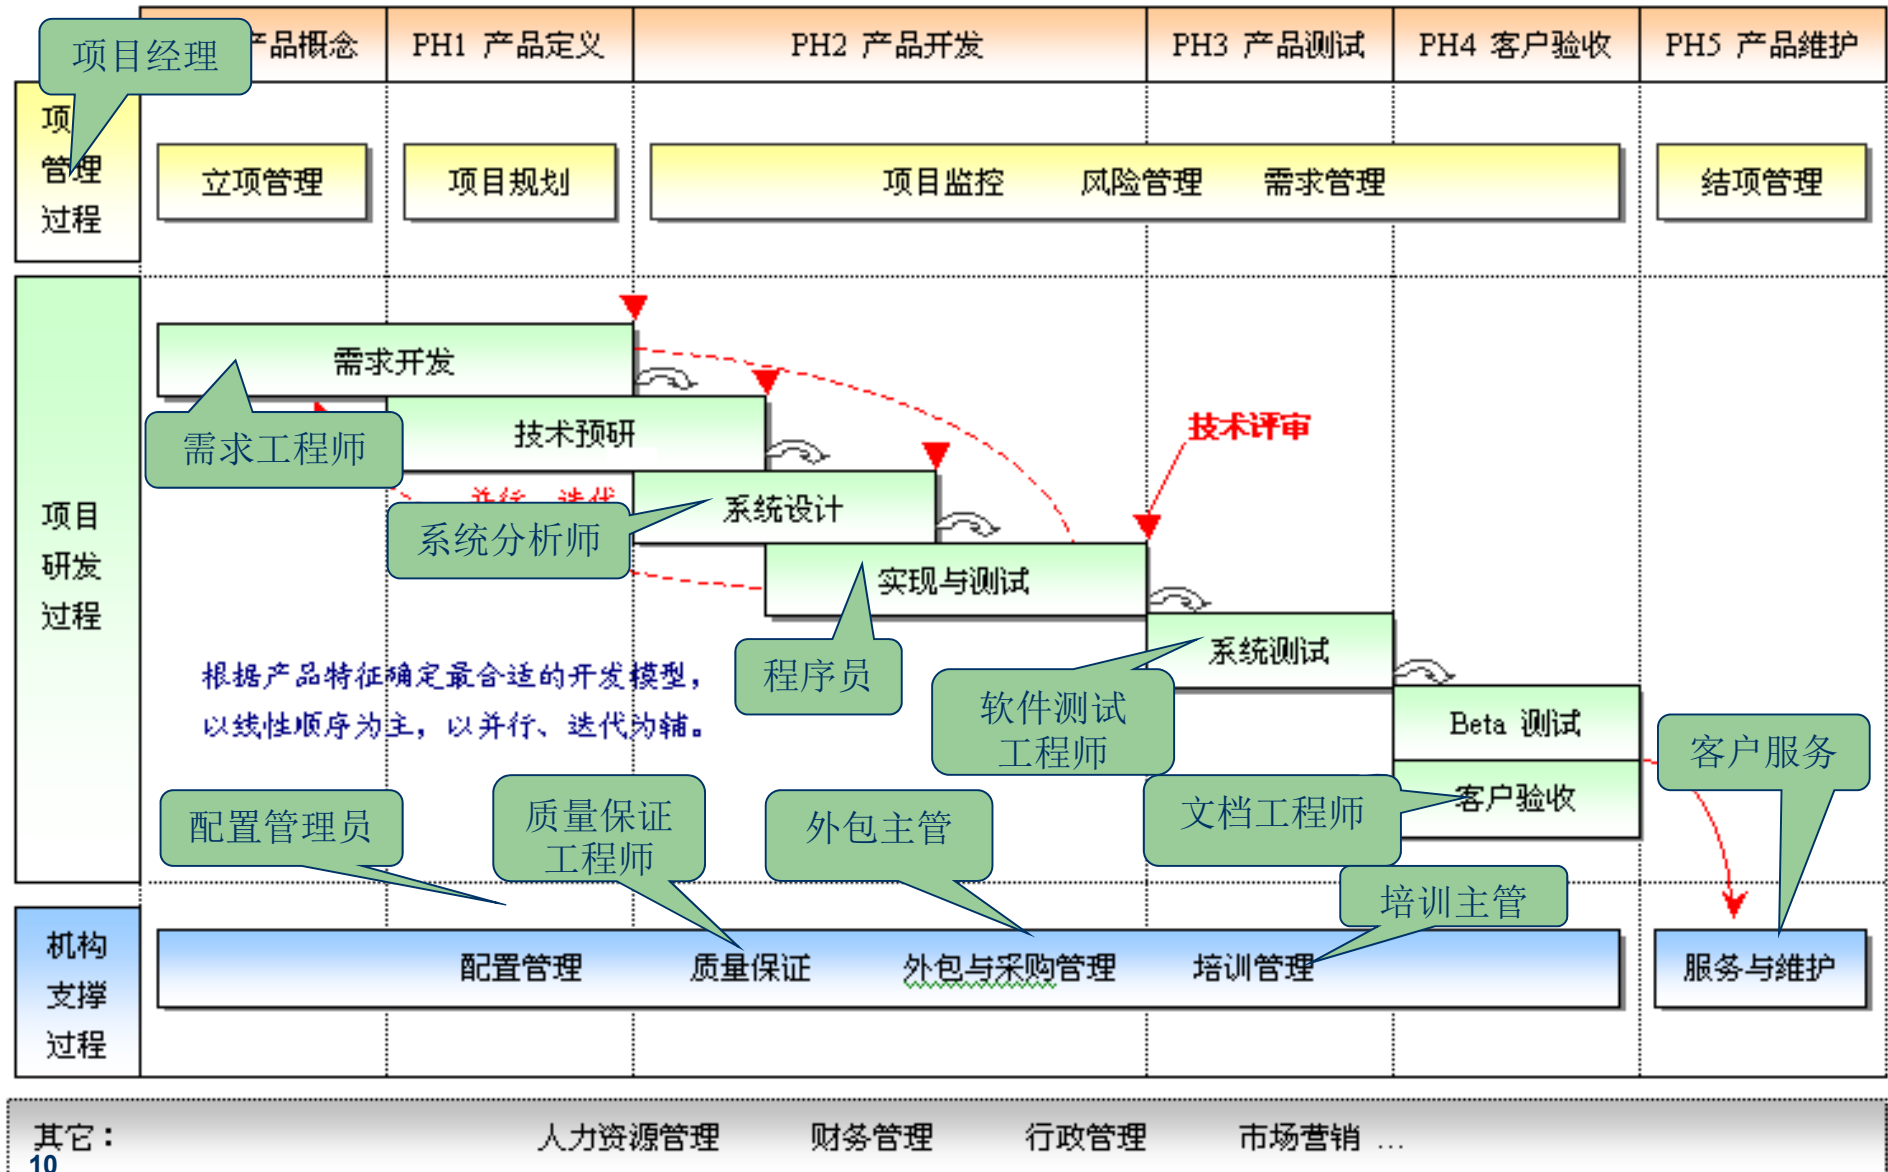 项目经理
产品概念
PH1 产品定义
PH2 产品开发
PH3 产品测试
PH4 客户验收
PH5 产品维护
项
管理
过程
立项管理
项目规划
项目监控 风险管理 需求管理
结项管理
项目
研发
过程
需求开发
需求工程师
技术预研
技术评审
并行、迭代
系统设计
系统分析师
实现与测试
程序员
系统测试
软件测试
工程师
根据产品特征确定最合适的开发模型，
以线性顺序为主，以并行、迭代为辅。
Beta 测试
客户验收
客户服务
文档工程师
配置管理员
质量保证
工程师
外包主管
培训主管
机构
支撑
过程
配置管理 质量保证 外包与采购管理 培训管理
服务与维护
其它： 人力资源管理 财务管理 行政管理 市场营销 ...
10